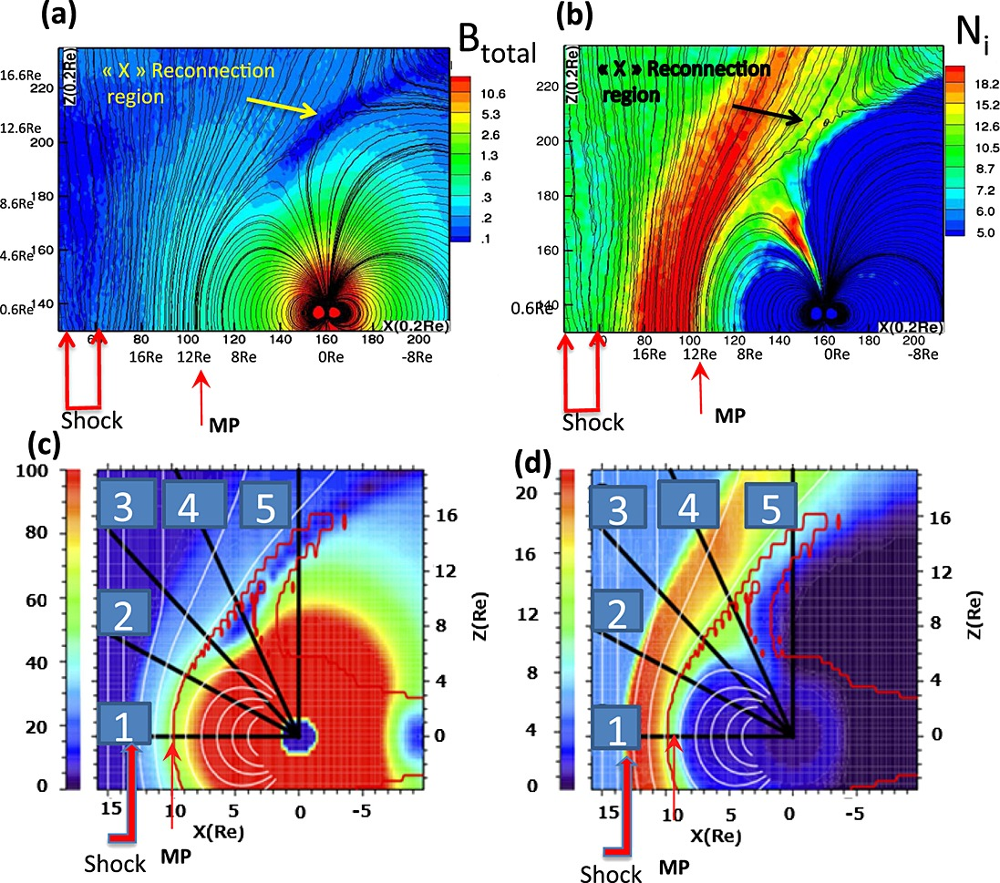 (a)
B total
Z(0.2Re)
« X » Reconnection
region
16.6Re
220
12.6Re
200
8.6Re
180
4.6Re
160
0.6Re
140
10.6
5.3
2.6
1.3
.6
.3
.2
.1
X(0.2Re)
80 100 120 140 160 180 200
16Re 12Re 8Re 0Re -8Re
Shock
MP
(b)
N i
Z(0.2Re)
« X » Reconnection
region
220
200
180
160
0.6Re
140
18.2
15.2
12.6
10.5
8.7
7.2
6.0
5.0
X(0.2Re)
80 100 120 140 160 180 200
16Re 12Re 8Re 0Re -8Re
Shock
MP
(c)
100
80
60
40
20
0
3 4 5
2
1
16
12
8
4
0
Z(Re)
15 10 5 0 -5
X(Re)
Shock
MP
(d)
20
16
12
8
4
0
3 4 5
2
1
16
12
8
4
0
Z(Re)
15 10 5 0 -5
X(Re)
Shock
MP